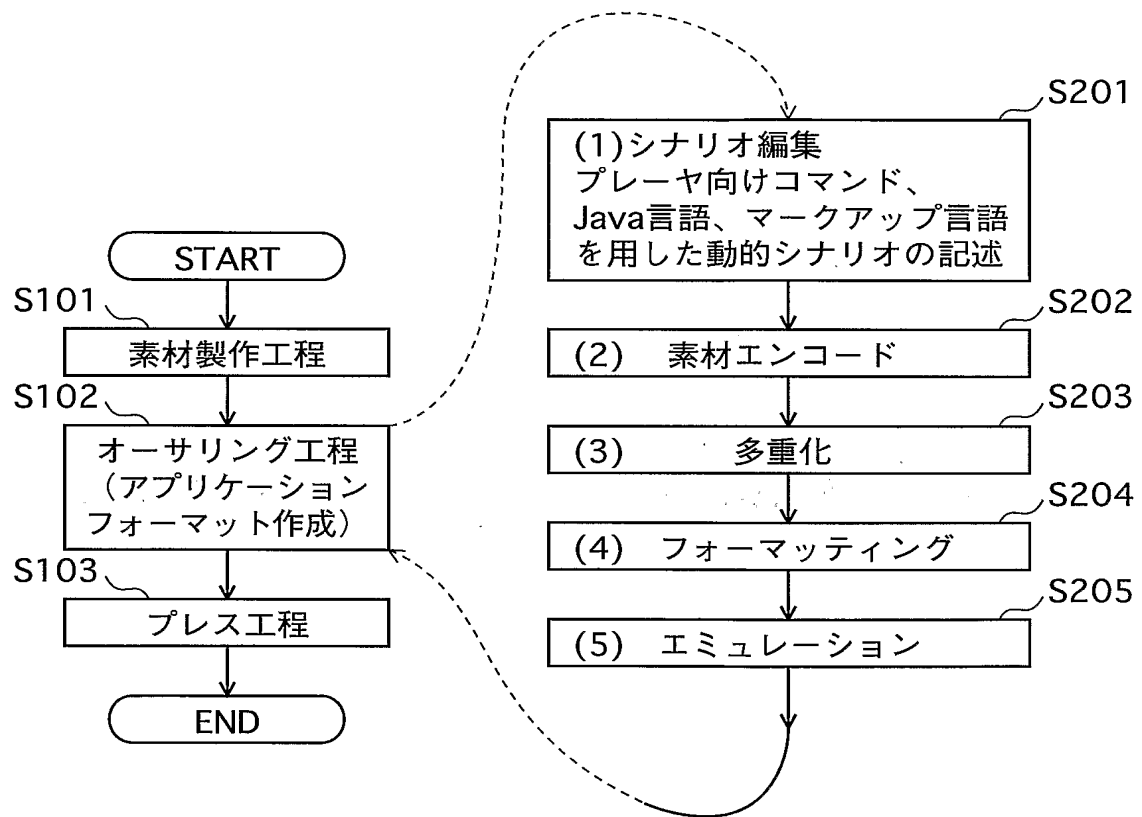 START
S101
素材製作工程
S102
オーサリング工程
（アプリケーション
フォーマット作成）
S103
プレス工程
END
S201
(1)シナリオ編集
プレーヤ向けコマンド、
Java言語、マークアップ言語
を用した動的シナリオの記述
S202
(2) 素材エンコード
S203
(3) 多重化
S204
(4) フォーマッティング
S205
(5) エミュレーション